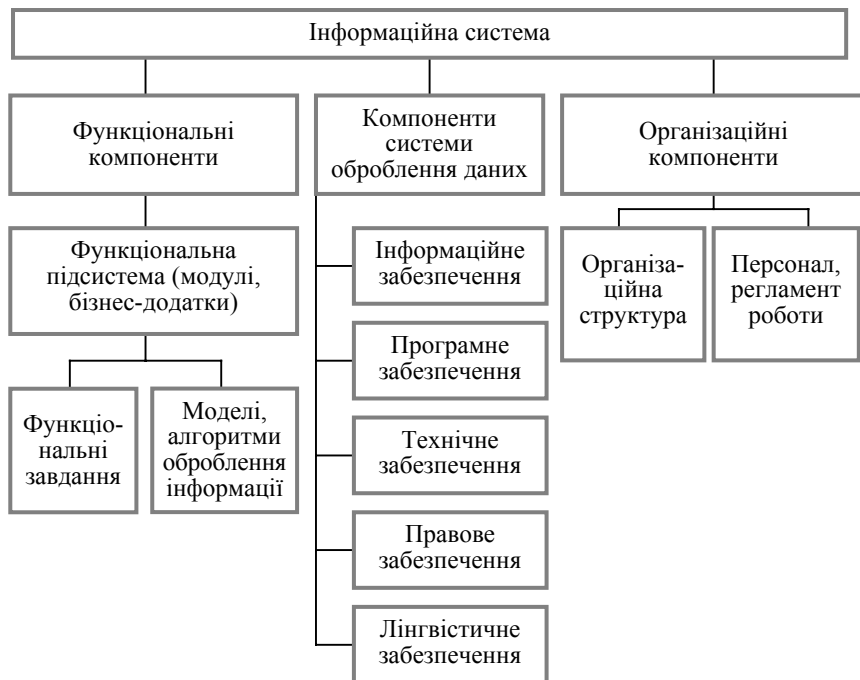 Інформаційна система
Функціональні
компоненти
Компоненти
системи
оброблення даних
Організаційні
компоненти
Функціональна
підсистема (модулі,
бізнес-додатки)
Функціо-
нальні
завдання
Моделі,
алгоритми
оброблення
інформації
Інформаційне
забезпечення
Програмне
забезпечення
Технічне
забезпечення
Правове
забезпечення
Лінгвістичне
забезпечення
Організа-
ційна
структура
Персонал,
регламент
роботи